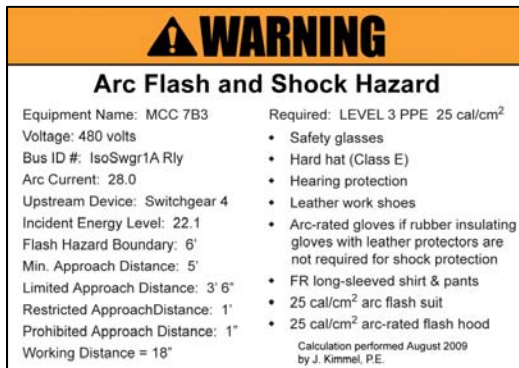 WARNING
Arc Flash and Shock Hazard
Equipment Name: MCC 7B3
Voltage: 480 volts
Bus ID #: IsoSwgr1A Rly
Arc Current: 28.0
Upstream Device: Switchgear 4
Incident Energy Level: 22.1
Flash Hazard Boundary: 6'
Min. Approach Distance: 5'
Limited Approach Distance: 3' 6"
Restricted ApproachDistance: 1'
Prohibited Approach Distance: 1"
Working Distance = 18"
Required: LEVEL 3 PPE 25 cal/cm²
• Safety glasses
• Hard hat (Class E)
• Hearing protection
• Leather work shoes
• Arc-rated gloves if rubber insulating
gloves with leather protectors are
not required for shock protection
• FR long-sleeved shirt & pants
• 25 cal/cm² arc flash suit
• 25 cal/cm² arc-rated flash hood
Calculation performed August 2009
by J. Kimmel, P.E.